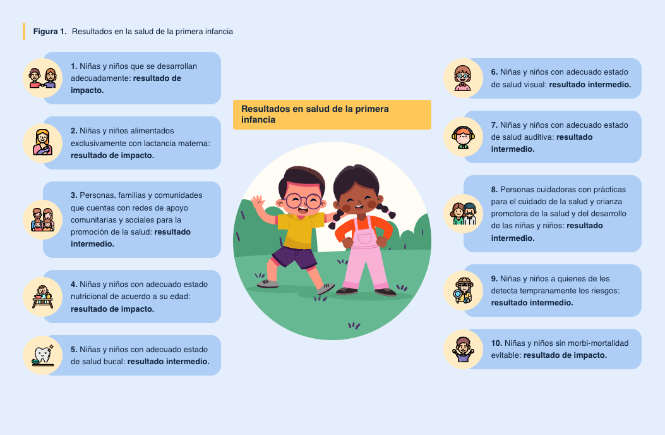 Figura 1. Resultados en la salud de la primera infancia
1. Niñas y niños que se desarrollan
adecuadamente: resultado de
impacto.
2. Niñas y niños alimentados
exclusivamente con lactancia materna:
resultado de impacto.
3. Personas, familias y comunidades
que cuentas con redes de apoyo
comunitarias y sociales para la
promoción de la salud: resultado
intermedio.
4. Niñas y niños con adecuado estado
nutricional de acuerdo a su edad:
resultado de impacto.
5. Niñas y niños con adecuado estado
de salud bucal: resultado intermedio.
Resultados en salud de la primera
infancia
6. Niñas y niños con adecuado estado
de salud visual: resultado intermedio.
7. Niñas y niños con adecuado estado
de salud auditiva: resultado
intermedio.
8. Personas cuidadoras con prácticas
para el cuidado de la salud y crianza
promotora de la salud y del desarrollo
de las niñas y niños: resultado
intermedio.
9. Niñas y niños a quienes de les
detecta tempranamente los riesgos:
resultado intermedio.
10. Niñas y niños sin morbi-mortalidad
evitable: resultado de impacto.